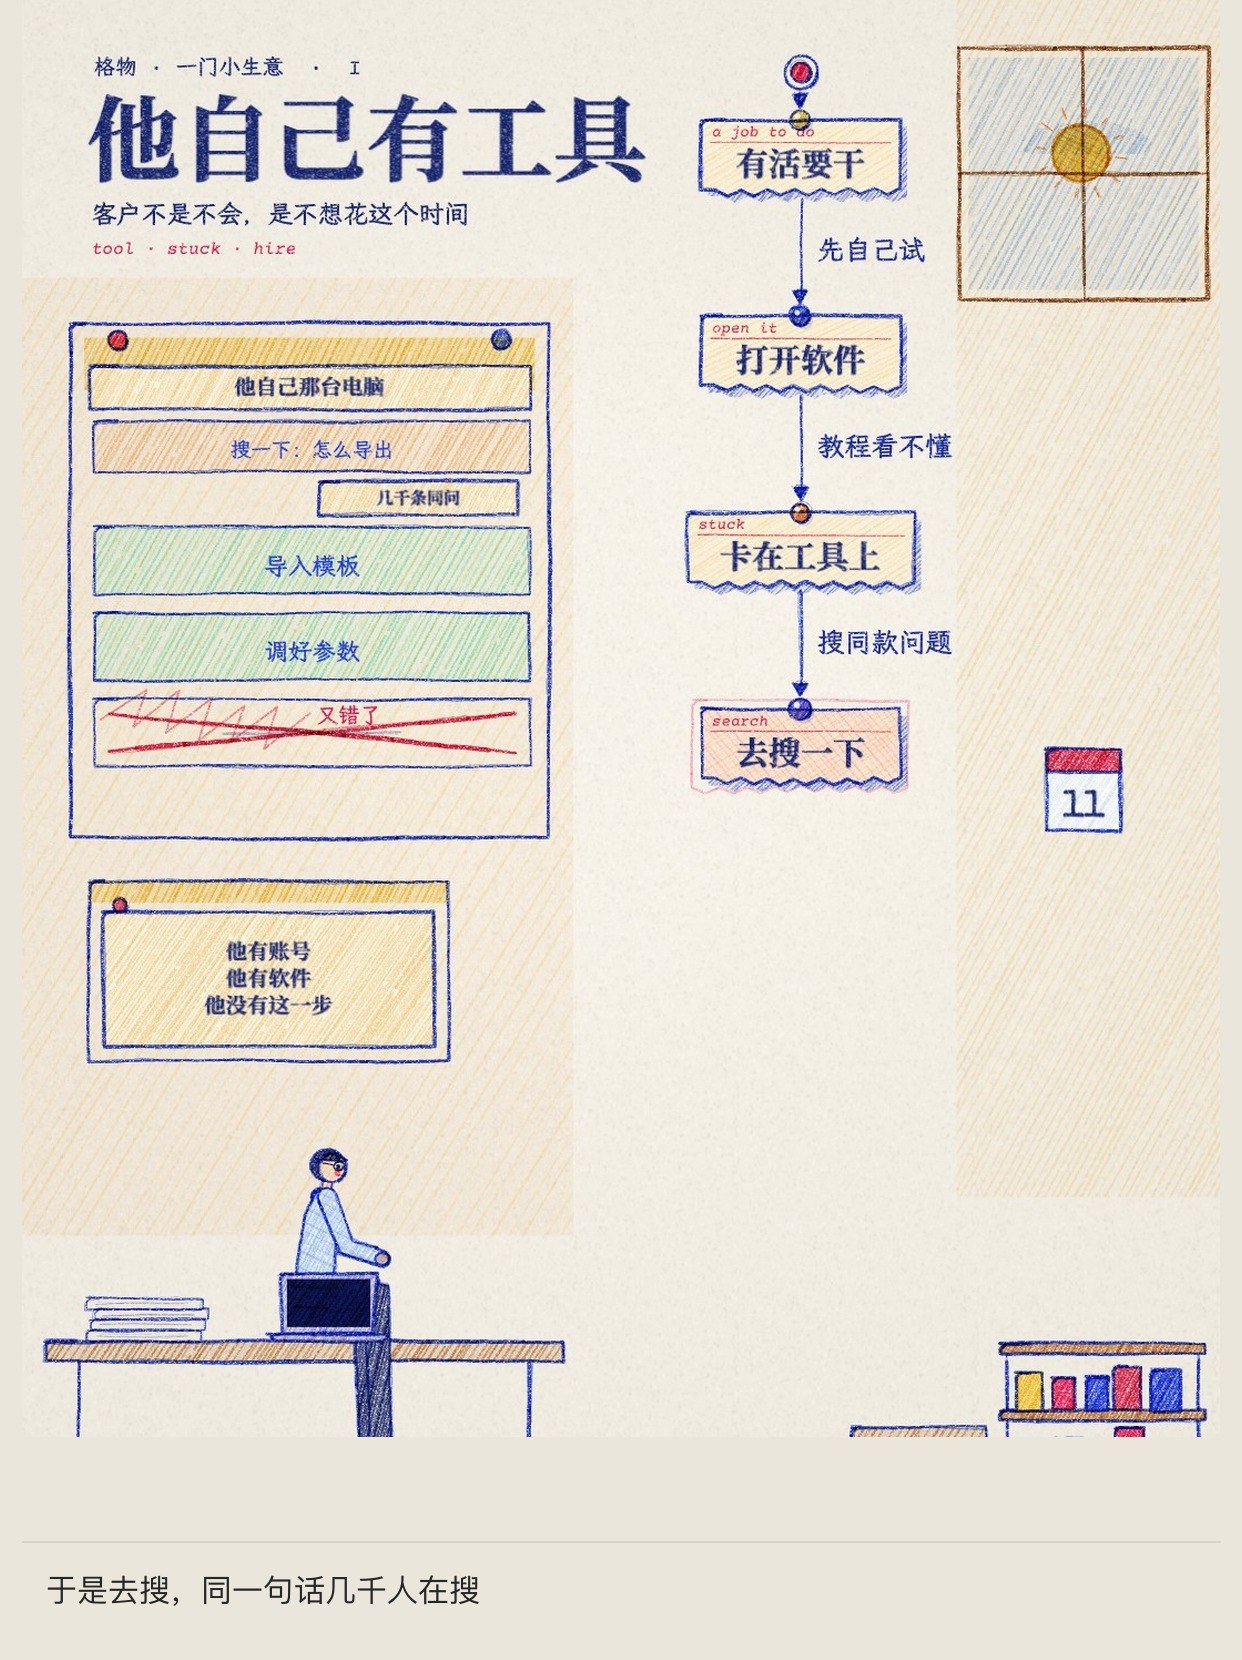 格物 · 一门小生意 · I
他自己有工具
客户不是不会，是不想花这个时间
tool · stuck · hire
他自己那台电脑
搜一下：怎么导出
几千条同问
导入模板
调好参数
又错了
他有账号
他有软件
他没有这一步
a job to do
有活要干
先自己试
open it
打开软件
教程看不懂
stuck
卡在工具上
搜同款问题
search
去搜一下
11
于是去搜，同一句话几千人在搜